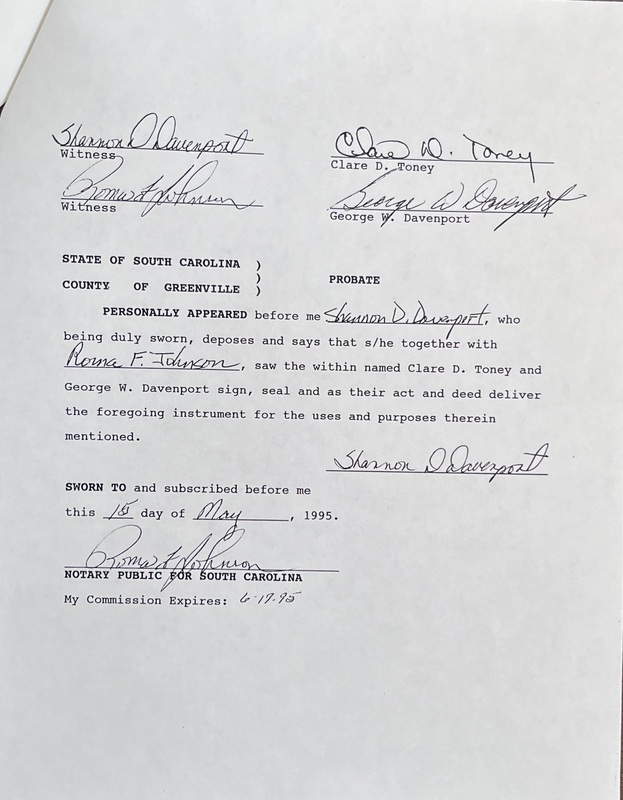 Shannon D Davenport Clare D. Toney
Witness Clare D. Toney
Roma F Johnson George W Davenport
Witness George W. Davenport
STATE OF SOUTH CAROLINA )
) PROBATE
COUNTY OF GREENVILLE )
PERSONALLY APPEARED before me Shannon D. Davenport, who
being duly sworn, deposes and says that s/he together with
Roma F. Johnson, saw the within named Clare D. Toney and
George W. Davenport sign, seal and as their act and deed deliver
the foregoing instrument for the uses and purposes therein
mentioned.
Shannon D Davenport
SWORN TO and subscribed before me
this day of May, 1995.
Roma F Johnson
NOTARY PUBLIC FOR SOUTH CAROLINA
My Commission Expires: 6-17-95